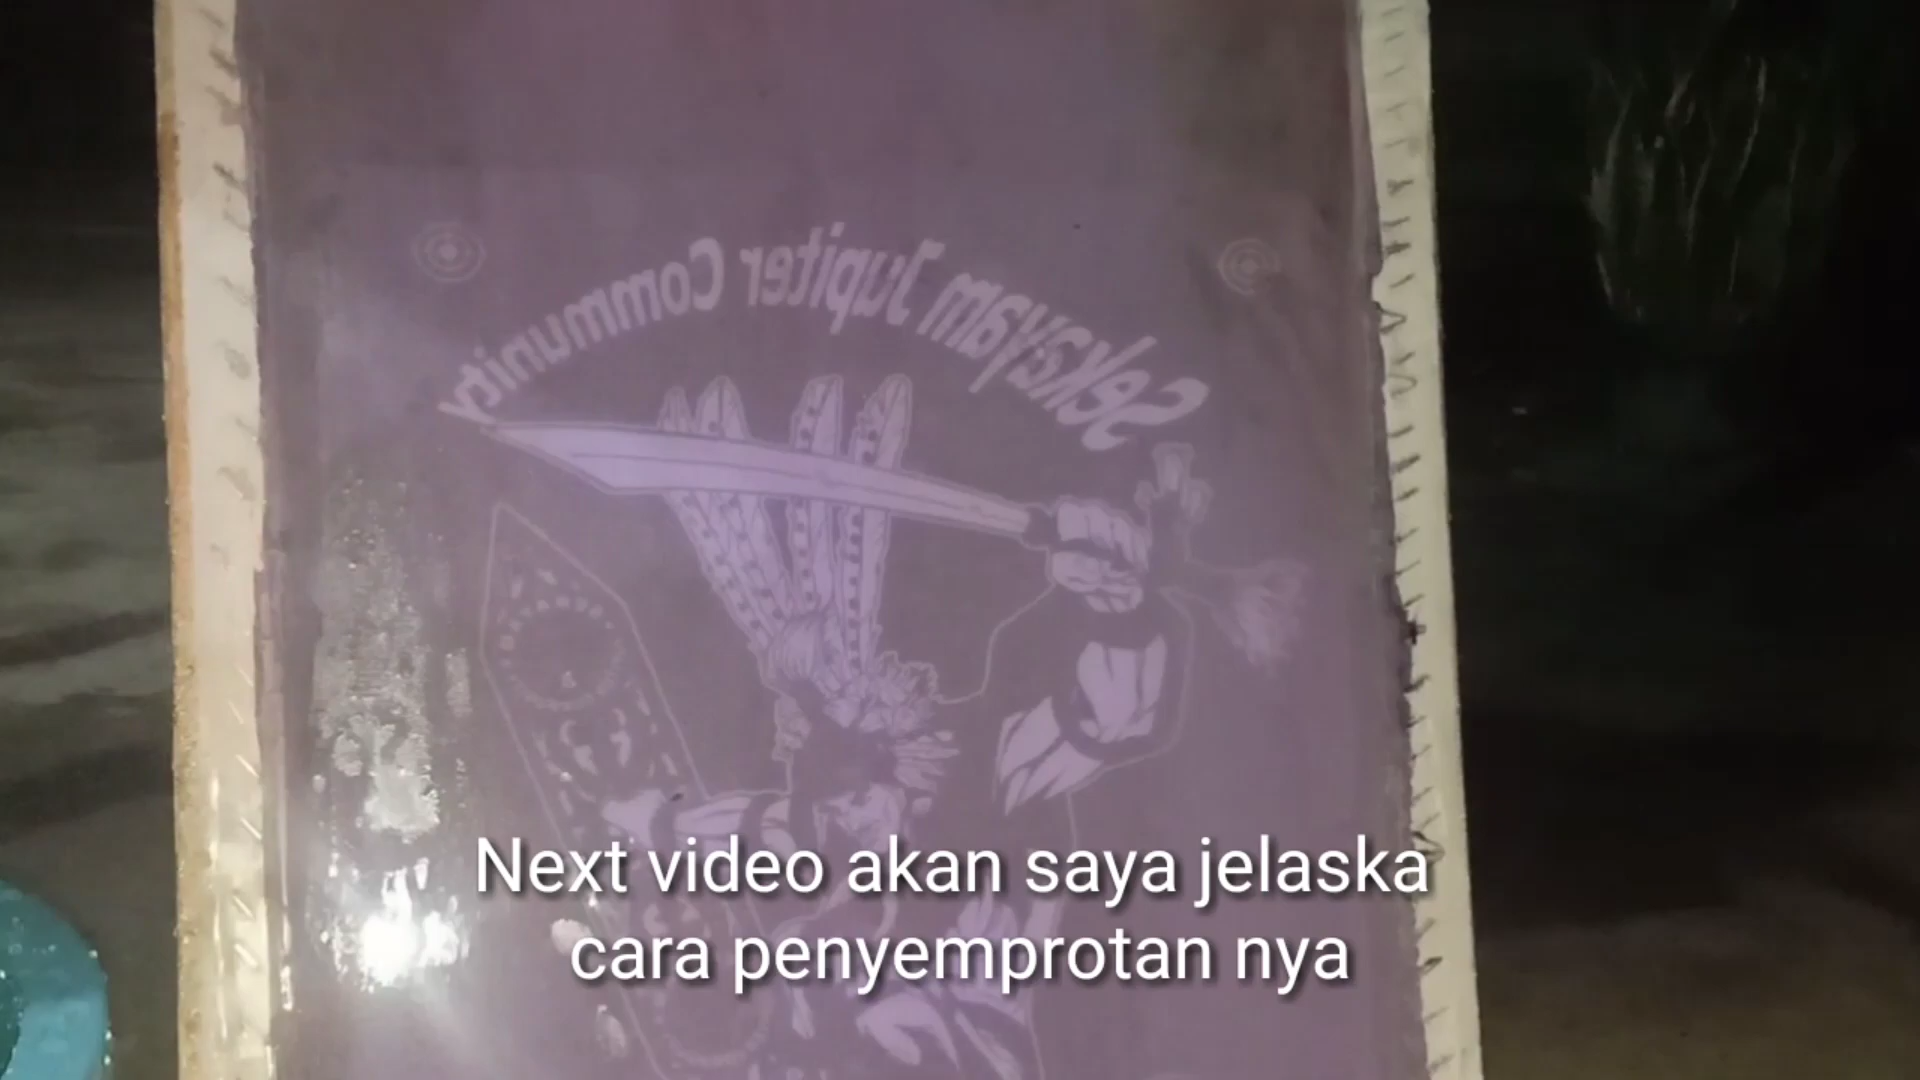 Sekayam Jupiter Community
Next video akan saya jelaska
cara penyemprotan nya